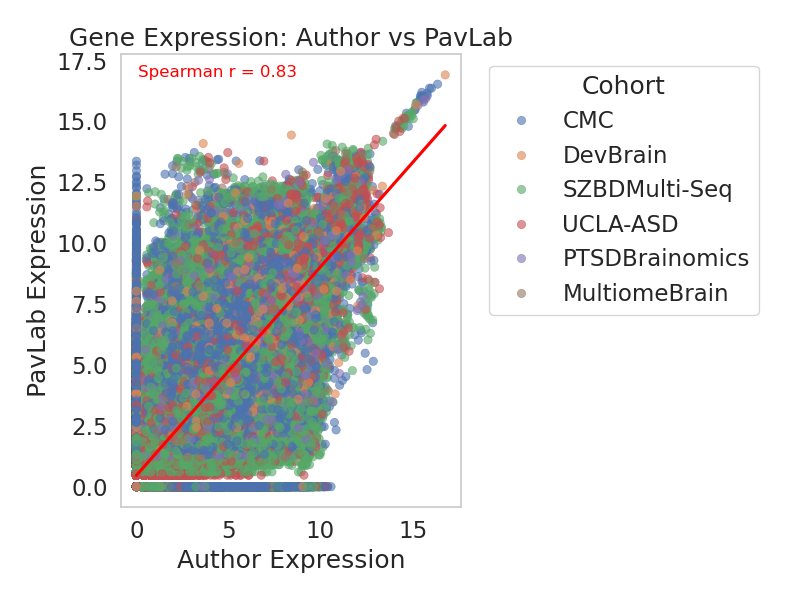 Gene Expression: Author vs PavLab
Spearman r = 0.83
17.5
15.0
12.5
10.0
7.5
5.0
2.5
0.0
PavLab Expression
0 5 10 15
Author Expression
Cohort
CMC
DevBrain
SZBDMulti-Seq
UCLA-ASD
PTSDBrainomics
MultiomeBrain